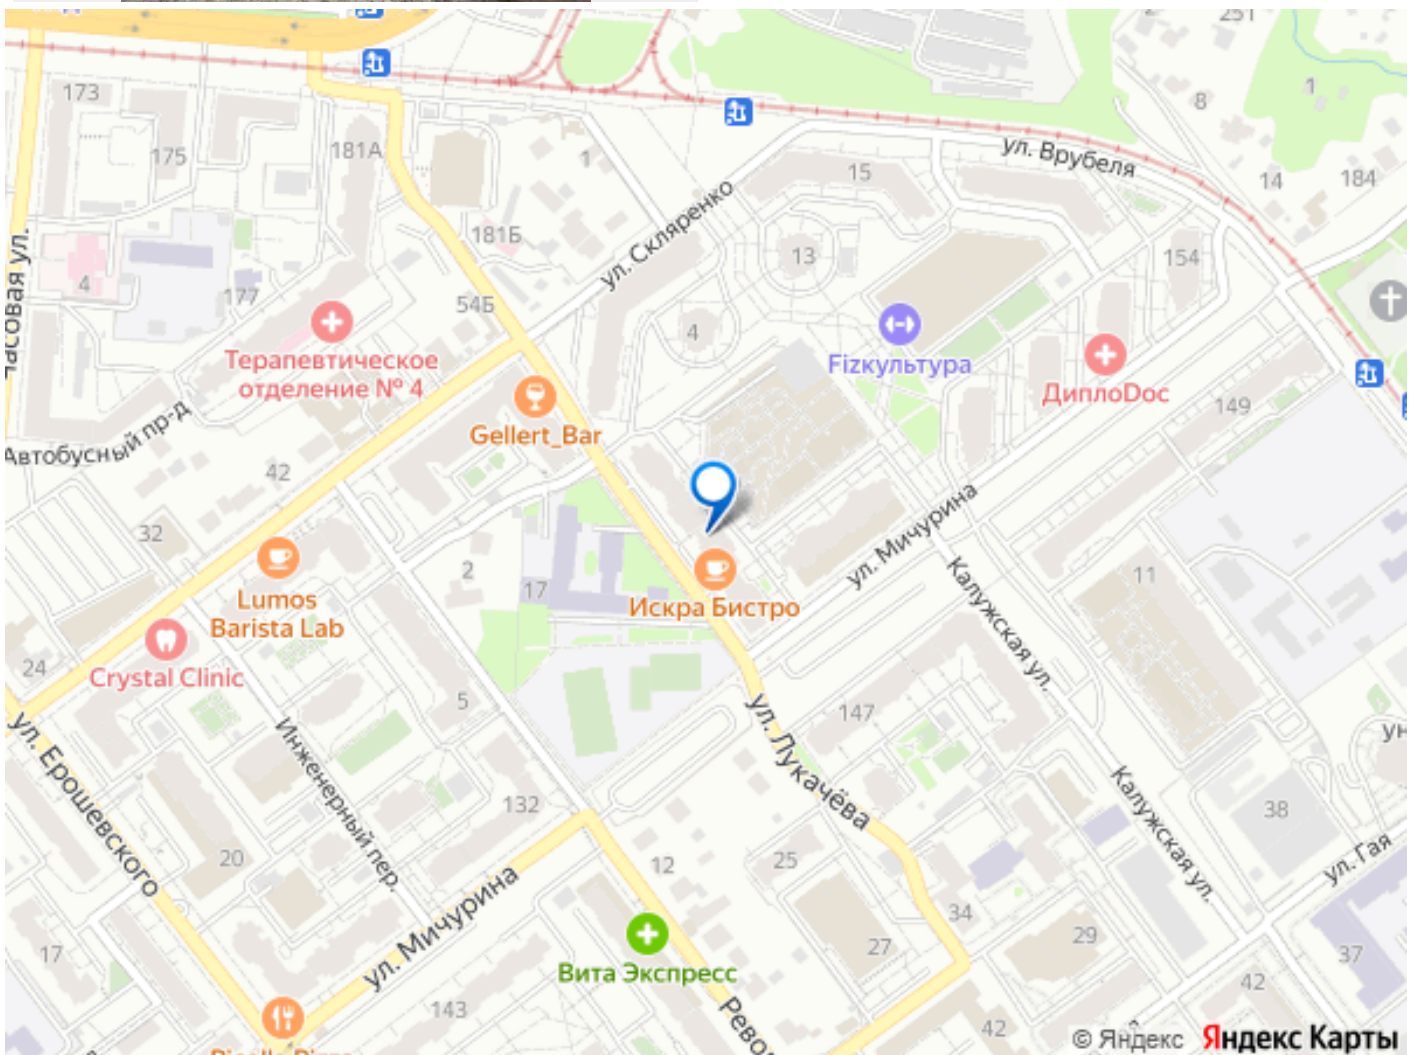 251
173
1
8
175
181А
1
15
ул. Врубеля
14
184
ул. Скляренко
181Б
13
154
4
177
54Б
4
часовая ул.
Терапевтическое
отделение № 4
Fizкультура
ДиплоDoc
Gellert_Bar
149
Автобусный пр-д
42
32
ул. Мичурина
2
17
Lumos
Barista Lab
Искра Бистро
Калужская ул.
11
24
Crystal Clinic
5
147
ул. Лукачёва
ул. Ерошевского
Инженерный пер.
132
Калужская ул.
38
20
12
25
ул. Гая
ул. Мичурина
34
17
27
29
37
Вита Экспресс
42
143
42
© Яндекс Яндекс Карты